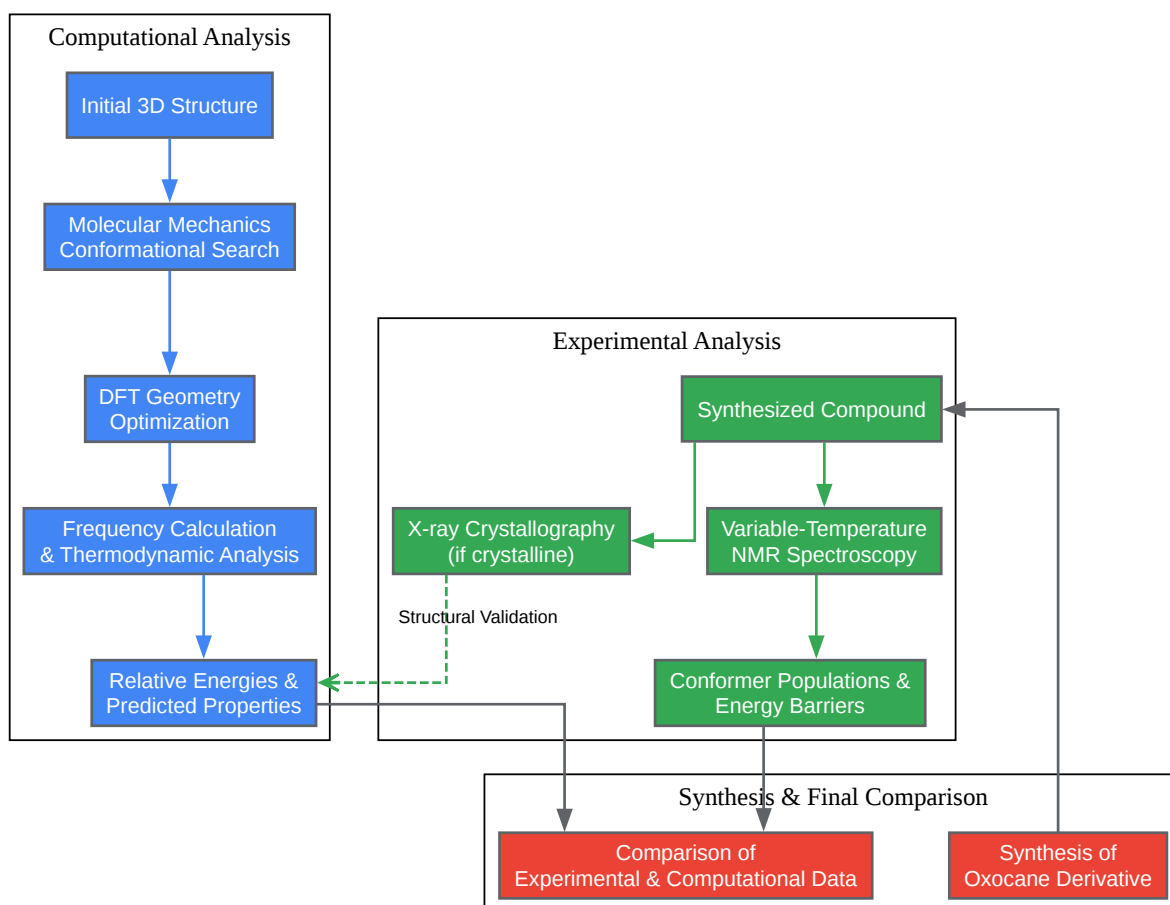 Computational Analysis
Initial 3D Structure
Molecular Mechanics
Conformational Search
DFT Geometry
Optimization
Frequency Calculation
& Thermodynamic Analysis
Relative Energies &
Predicted Properties
Experimental Analysis
Synthesized Compound
X-ray Crystallography
(if crystalline)
Variable-Temperature
NMR Spectroscopy
Structural Validation
Conformer Populations &
Energy Barriers
Synthesis & Final Comparison
Comparison of
Experimental & Computational Data
Synthesis of
Oxocane Derivative